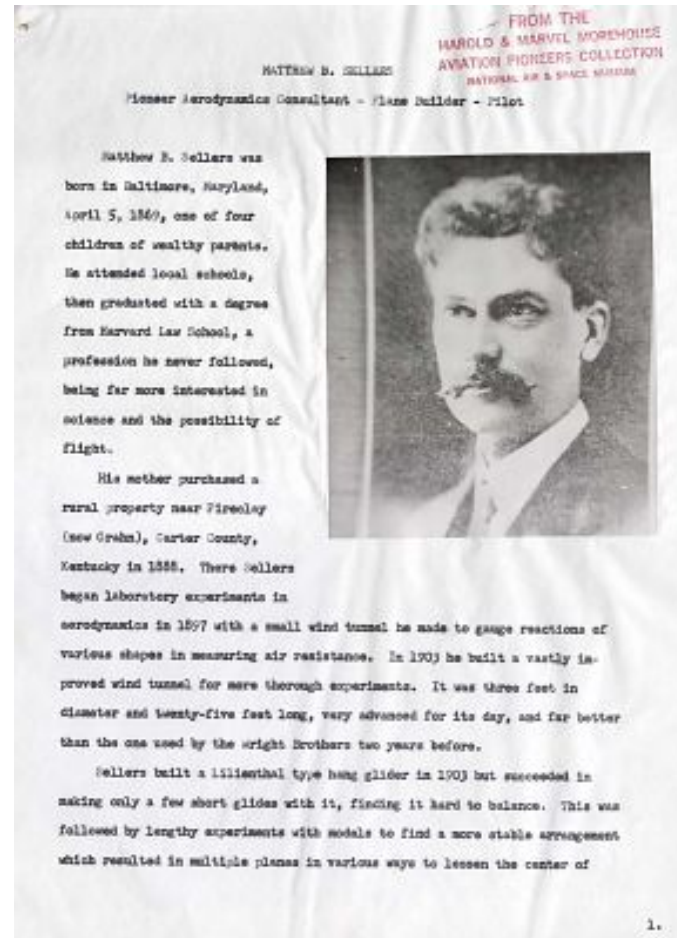 FROM THE
HAROLD & MARVEL MOREHOUSE
AVIATION PIONEERS COLLECTION
NATIONAL AIR & SPACE MUSEUM
MATTHEW B. SELLERS
Pioneer Aerodynamics Consultant - Plane Builder - Pilot
Matthew B. Sellers was
born in Baltimore, Maryland,
April 5, 1869, one of four
children of wealthy parents.
He attended local schools,
then graduated with a degree
from Harvard Law School, a
profession he never followed,
being far more interested in
science and the possibility of
flight.
His mother purchased a
rural property near Fireclay
(now Grahn), Carter County,
Kentucky in 1888. There Sellers
began laboratory experiments in
aerodynamics in 1897 with a small wind tunnel he made to gauge reactions of
various shapes in measuring air resistance. In 1903 he built a vastly im-
proved wind tunnel for more thorough experiments. It was three feet in
diameter and twenty-five feet long, very advanced for its day, and far better
than the one used by the Wright Brothers two years before.
Sellers built a Lilienthal type hang glider in 1903 but succeeded in
making only a few short glides with it, finding it hard to balance. This was
followed by lengthy experiments with models to find a more stable arrangement
which resulted in multiple planes in various ways to lessen the center of
1.